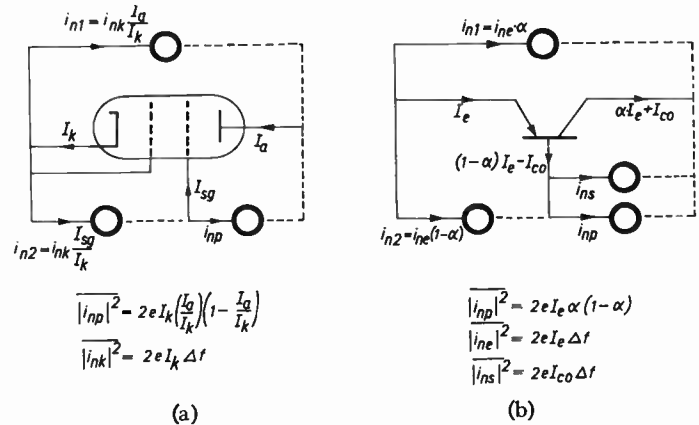 i_n1 = i_nk I_a/I_k
I_k
I_a
I_sg
i_n2 = i_nk I_sg/I_k
i_np
|i_np|² = 2eI_k(I_a/I_k)(1 - I_a/I_k)
|i_nk|² = 2eI_k Δf
(a)
i_n1 = i_ne·α
I_e
α·I_e + I_co
(1-α) I_e - I_co
i_ns
i_n2 = i_ne(1-α)
i_np
|i_np|² = 2eI_e α (1-α)
|i_ne|² = 2eI_e Δf
|i_ns|² = 2eI_co Δf
(b)